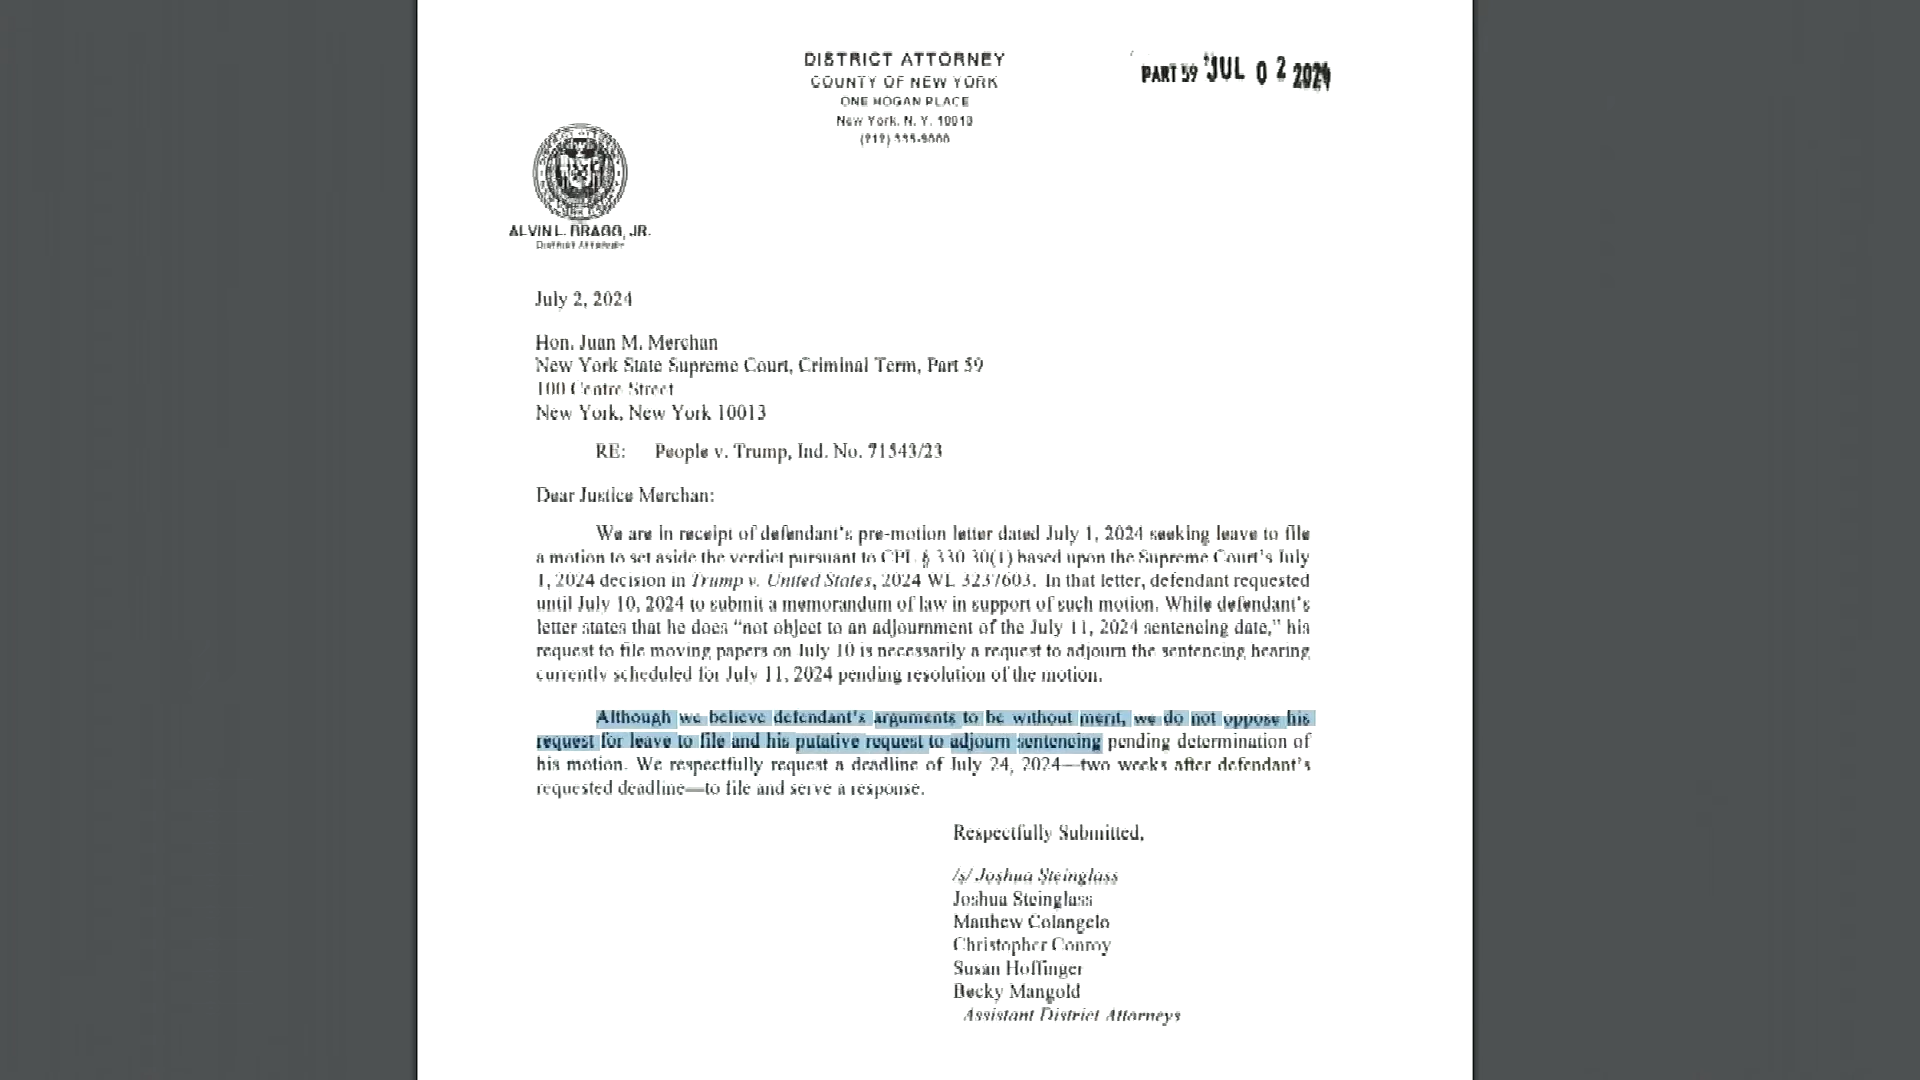 DISTRICT ATTORNEY
COUNTY OF NEW YORK
ONE HOGAN PLACE
New York, N. Y. 10013
PART 59 JUL 02 2024
ALVIN L. BRAGG, JR.
District Attorney
July 2, 2024
Hon. Juan M. Merchan
New York State Supreme Court, Criminal Term, Part 59
100 Centre Street
New York, New York 10013
RE: People v. Trump, Ind. No. 71543/23
Dear Justice Merchan:
We are in receipt of defendant's pre-motion letter dated July 1, 2024 seeking leave to file
a motion to set aside the verdict pursuant to CPL § 330.30(1) based upon the Supreme Court's July
1, 2024 decision in Trump v. United States, 2024 WL 3237603. In that letter, defendant requested
until July 10, 2024 to submit a memorandum of law in support of such motion. While defendant's
letter states that he does “not object to an adjournment of the July 11, 2024 sentencing date,” his
request to file moving papers on July 10 is necessarily a request to adjourn the sentencing hearing
currently scheduled for July 11, 2024 pending resolution of the motion.
Although we believe defendant's arguments to be without merit, we do not oppose his
request for leave to file and his putative request to adjourn sentencing pending determination of
his motion. We respectfully request a deadline of July 24, 2024—two weeks after defendant's
requested deadline—to file and serve a response.
Respectfully Submitted,
/s/ Joshua Steinglass
Joshua Steinglass
Matthew Colangelo
Christopher Conroy
Susan Hoffinger
Becky Mangold
Assistant District Attorneys